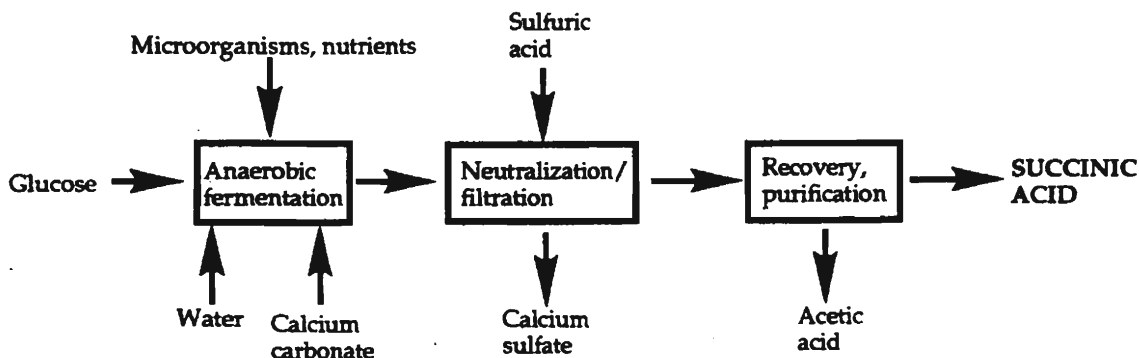 Microorganisms, nutrients
Sulfuric
acid
Glucose
Anaerobic
fermentation
Neutralization/
filtration
Recovery,
purification
SUCCINIC
ACID
Water
Calcium
carbonate
Calcium
sulfate
Acetic
acid